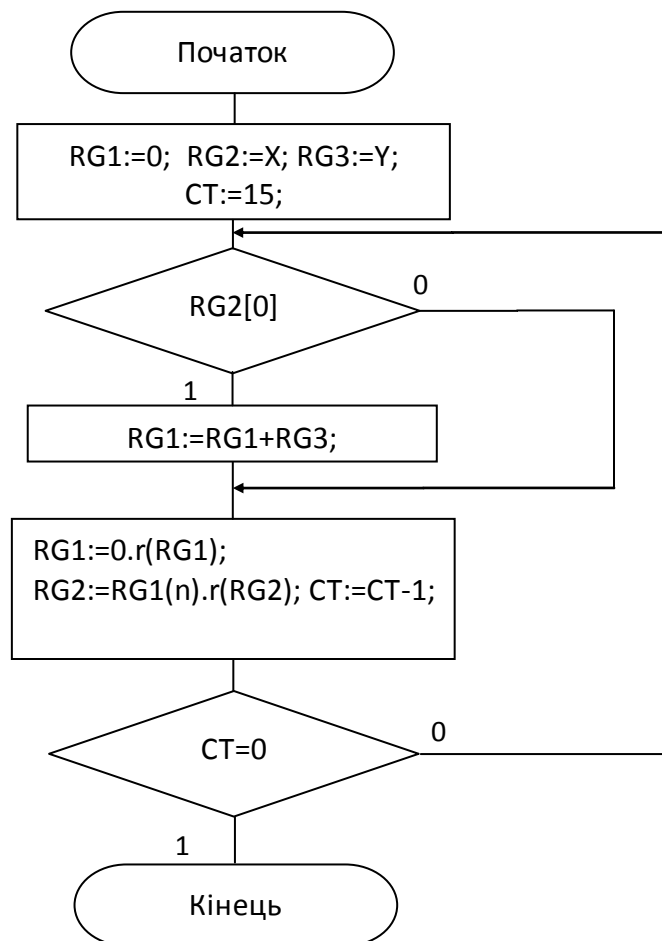 Початок
RG1:=0; RG2:=X; RG3:=Y;
CT:=15;
RG2[0]
0
1
RG1:=RG1+RG3;
RG1:=0.r(RG1);
RG2:=RG1(n).r(RG2); CT:=CT-1;
CT=0
0
1
Кінець